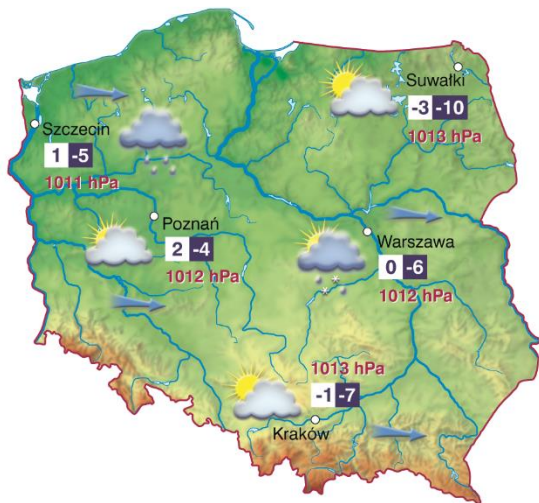 Suwałki
-3 -10
1013 hPa
Szczecin
1 -5
1011 hPa
Poznań
2 -4
1012 hPa
Warszawa
0 -6
1012 hPa
1013 hPa
-1 -7
Kraków